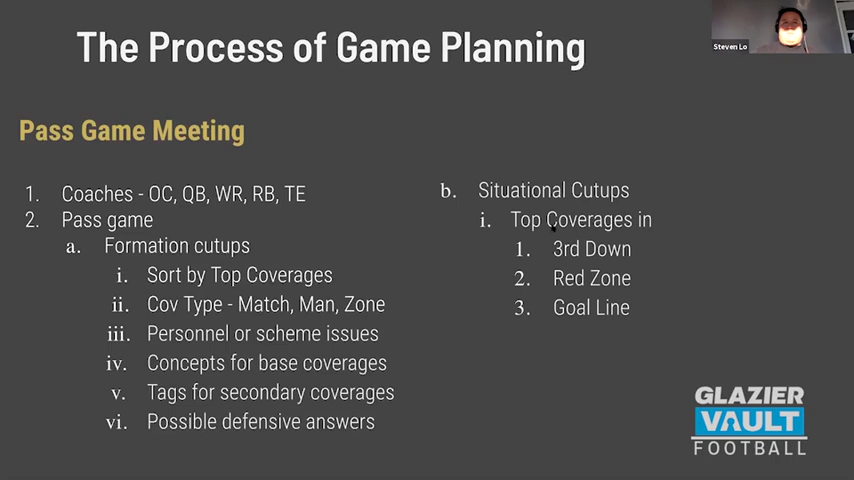 The Process of Game Planning
Steven Lo
Pass Game Meeting
1. Coaches - OC, QB, WR, RB, TE
2. Pass game
a. Formation cutups
i. Sort by Top Coverages
ii. Cov Type - Match, Man, Zone
iii. Personnel or scheme issues
iv. Concepts for base coverages
v. Tags for secondary coverages
vi. Possible defensive answers
b. Situational Cutups
i. Top Coverages in
1. 3rd Down
2. Red Zone
3. Goal Line
GLAZIER
VAULT
FOOTBALL